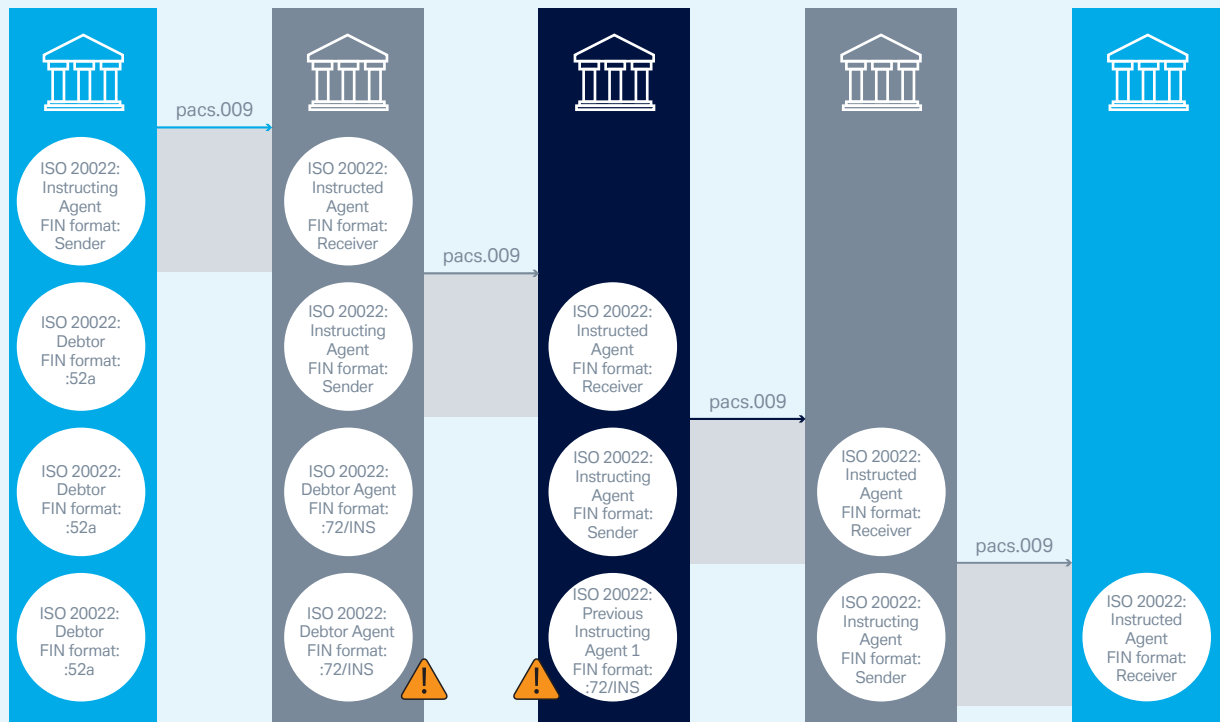 pacs.009
ISO 20022:
Instructing
Agent
FIN format:
Sender
ISO 20022:
Instructed
Agent
FIN format:
Receiver
pacs.009
ISO 20022:
Debtor
FIN format:
:52a
ISO 20022:
Instructing
Agent
FIN format:
Sender
ISO 20022:
Instructed
Agent
FIN format:
Receiver
pacs.009
ISO 20022:
Debtor
FIN format:
:52a
ISO 20022:
Debtor Agent
FIN format:
:72/INS
ISO 20022:
Instructing
Agent
FIN format:
Sender
ISO 20022:
Instructed
Agent
FIN format:
Receiver
pacs.009
ISO 20022:
Debtor
FIN format:
:52a
ISO 20022:
Debtor Agent
FIN format:
:72/INS
ISO 20022:
Previous
Instructing
Agent 1
FIN format:
:72/INS
ISO 20022:
Instructing
Agent
FIN format:
Sender
ISO 20022:
Instructed
Agent
FIN format:
Receiver
!
!